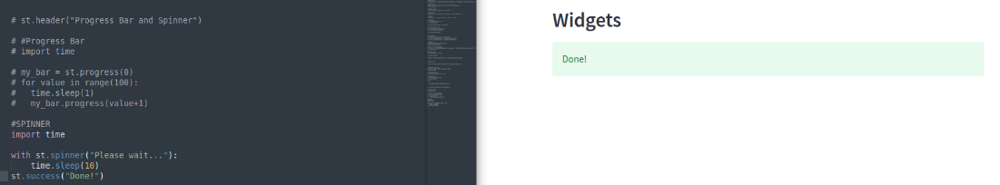 # st.header("Progress Bar and Spinner")
# #Progress Bar
# import time
# my_bar = st.progress(0)
# for value in range(100):
#   time.sleep(1)
#   my_bar.progress(value+1)
#SPINNER
import time
with st.spinner("Please wait..."):
    time.sleep(10)
st.success("Done!")
Widgets
Done!